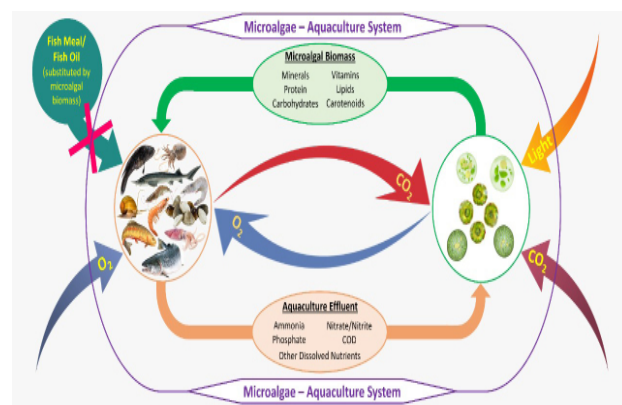 Microalgae – Aquaculture System
Fish Meal/
Fish Oil
(substituted by
microalgal
biomass)
Microalgal Biomass
Minerals Vitamins
Protein Lipids
Carbohydrates Carotenoids
Light
CO2
O2
O2
CO2
Aquaculture Effluent
Ammonia Nitrate/Nitrite
Phosphate COD
Other Dissolved Nutrients
Microalgae – Aquaculture System